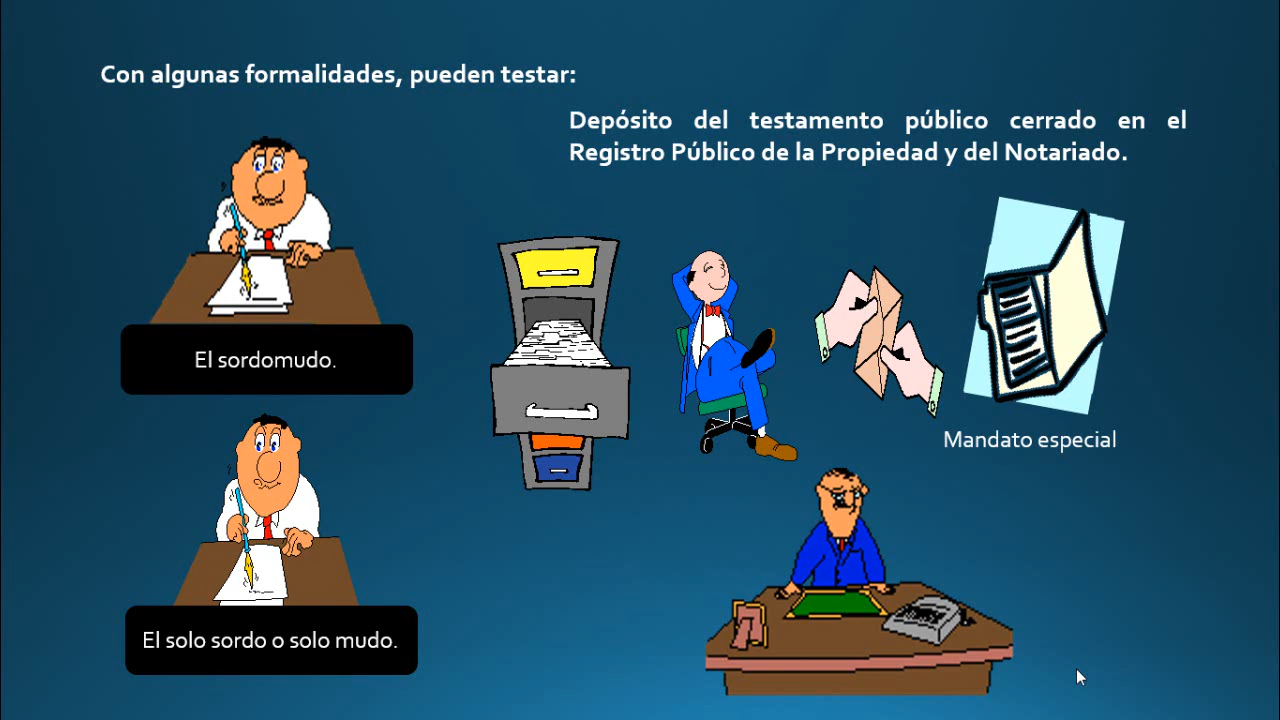 Con algunas formalidades, pueden testar:
Depósito del testamento público cerrado en el
Registro Público de la Propiedad y del Notariado.
El sordomudo.
Mandato especial
El solo sordo o solo mudo.